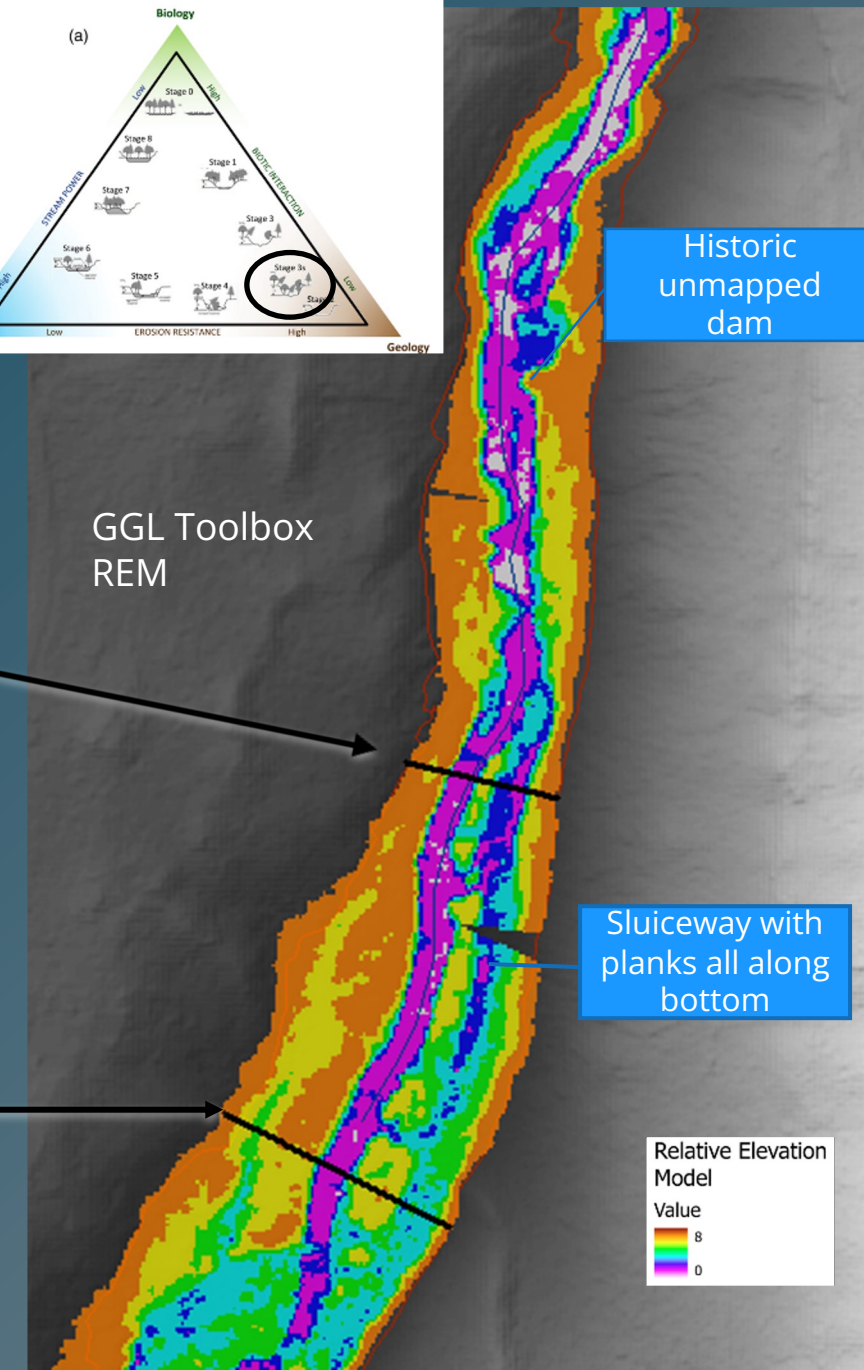 Biology
(a)
Low
High
Stage 0
Stage 8
Stage 1
STREAM POWER
BIOTIC INTERACTION
Stage 7
Stage 3
Stage 6
Stage 3s
Stage 5
Stage 4
Low
High
Low
EROSION RESISTANCE
High
Geology
Historic
unmapped
dam
GGL Toolbox
REM
Sluiceway with
planks all along
bottom
Relative Elevation
Model
Value
8
0